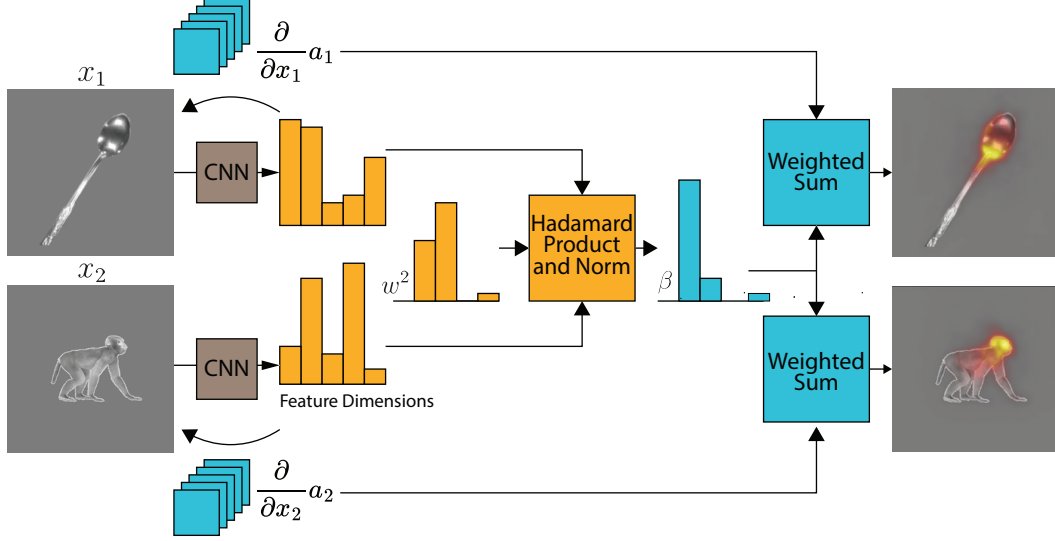 ∂/∂x₁ a₁
x₁
CNN
Weighted
Sum
Hadamard
Product
and Norm
w²
β
x₂
CNN
Weighted
Sum
Feature Dimensions
∂/∂x₂ a₂